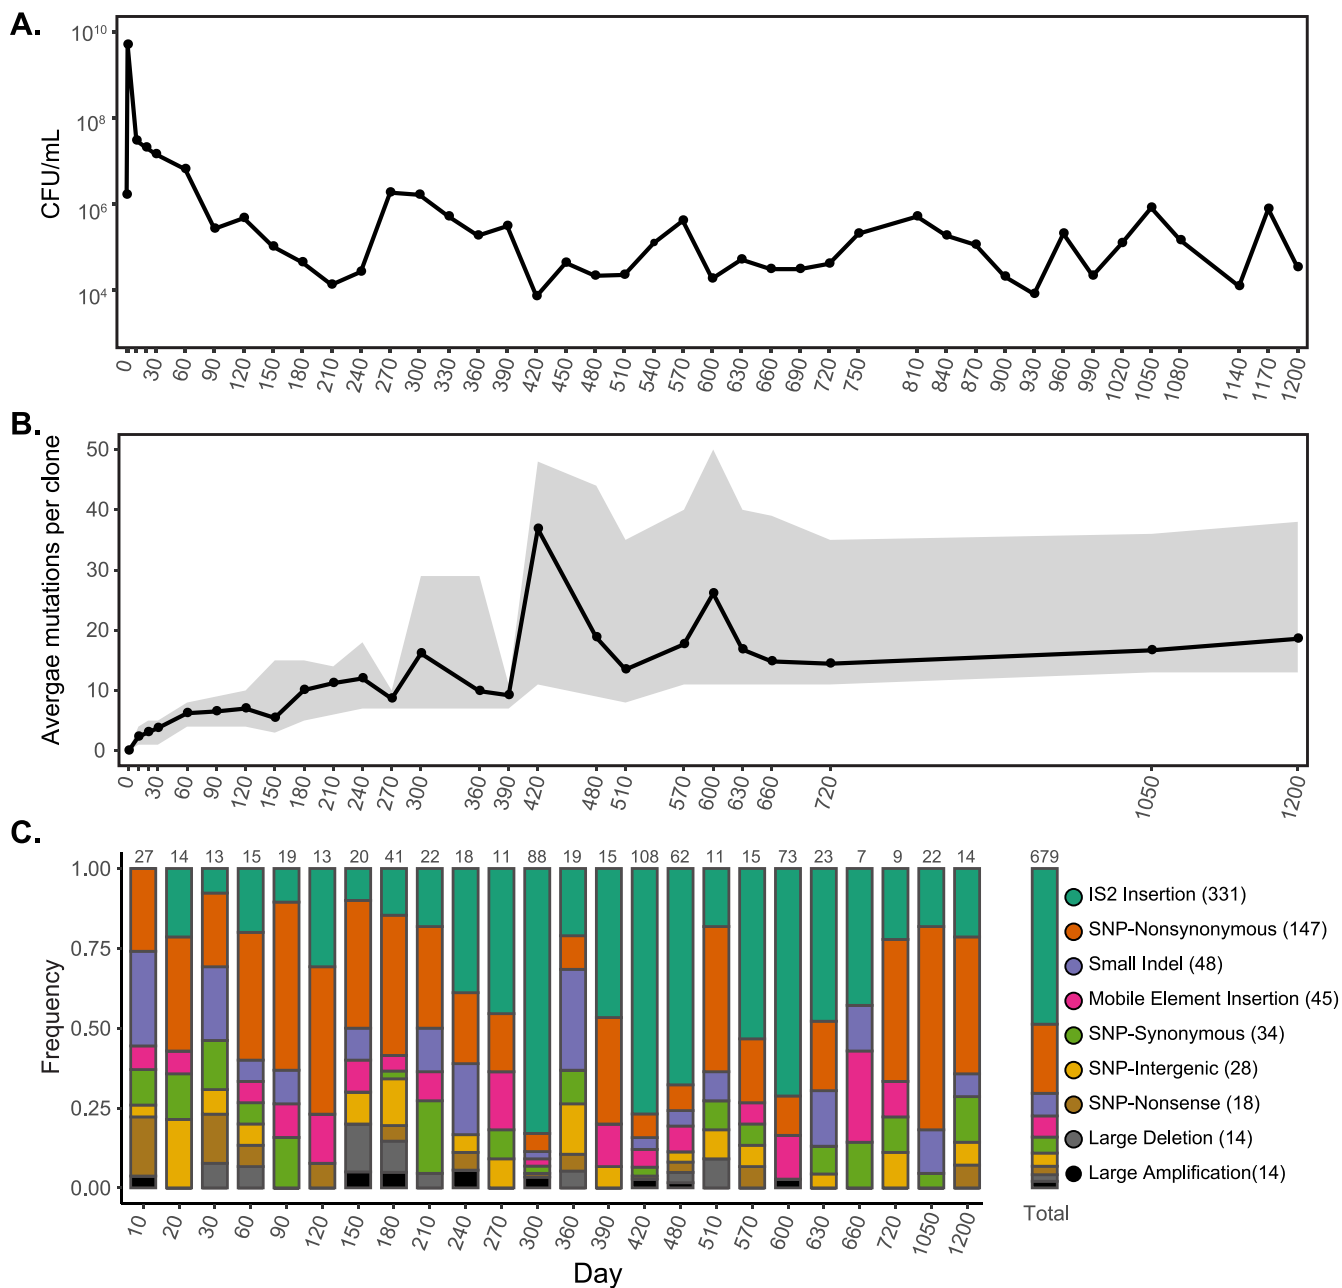 A.
CFU/mL
10^10
10^8
10^6
10^4
0 30 60 90 120 150 180 210 240 270 300 330 360 390 420 450 480 510 540 570 600 630 660 690 720 750 810 840 870 900 930 960 990 1020 1050 1080 1140 1170 1200
B.
Avergae mutations per clone
50
40
30
20
10
0
0 30 60 90 120 150 180 210 240 270 300 360 390 420 480 510 570 600 630 660 720 1050 1200
C.
27 14 13 15 19 13 20 41 22 18 11 88 19 15 108 62 11 15 73 23 7 9 22 14 679
Frequency
1.00
0.75
0.50
0.25
0.00
IS2 Insertion (331)
SNP-Nonsynonymous (147)
Small Indel (48)
Mobile Element Insertion (45)
SNP-Synonymous (34)
SNP-Intergenic (28)
SNP-Nonsense (18)
Large Deletion (14)
Large Amplification(14)
10 20 30 60 90 120 150 180 210 240 270 300 360 390 420 480 510 570 600 630 660 720 1050 1200
Total
Day